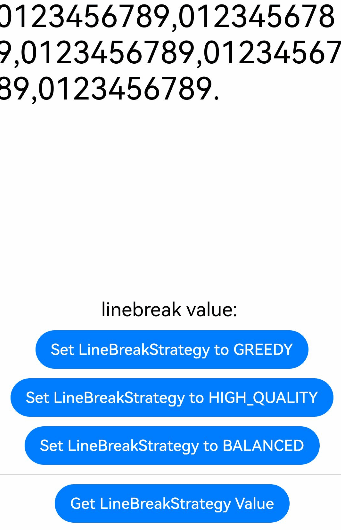 0123456789,012345678
9,0123456789,01234567
89,0123456789.
linebreak value:
Set LineBreakStrategy to GREEDY
Set LineBreakStrategy to HIGH_QUALITY
Set LineBreakStrategy to BALANCED
Get LineBreakStrategy Value